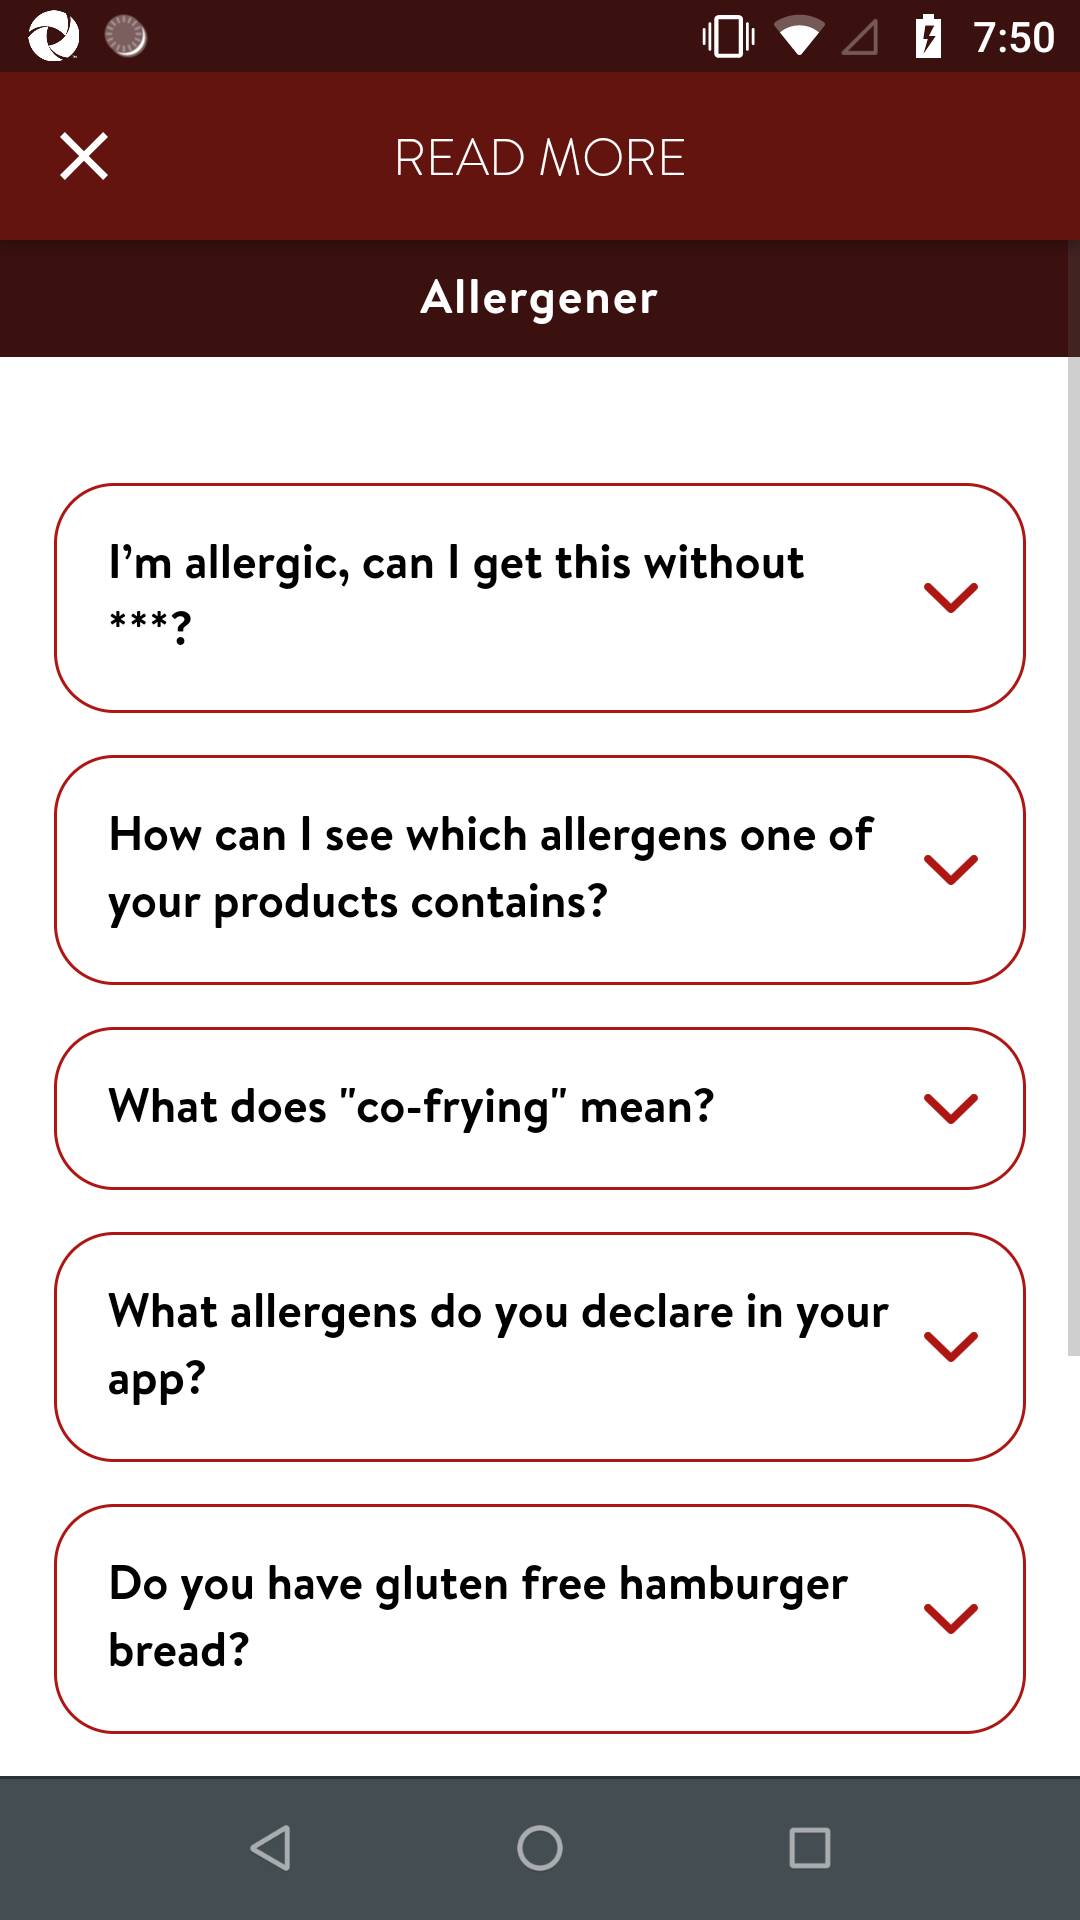 7:50
READ MORE
Allergener
I’m allergic, can I get this without
***?
How can I see which allergens one of
your products contains?
What does "co-frying" mean?
What allergens do you declare in your
app?
Do you have gluten free hamburger
bread?